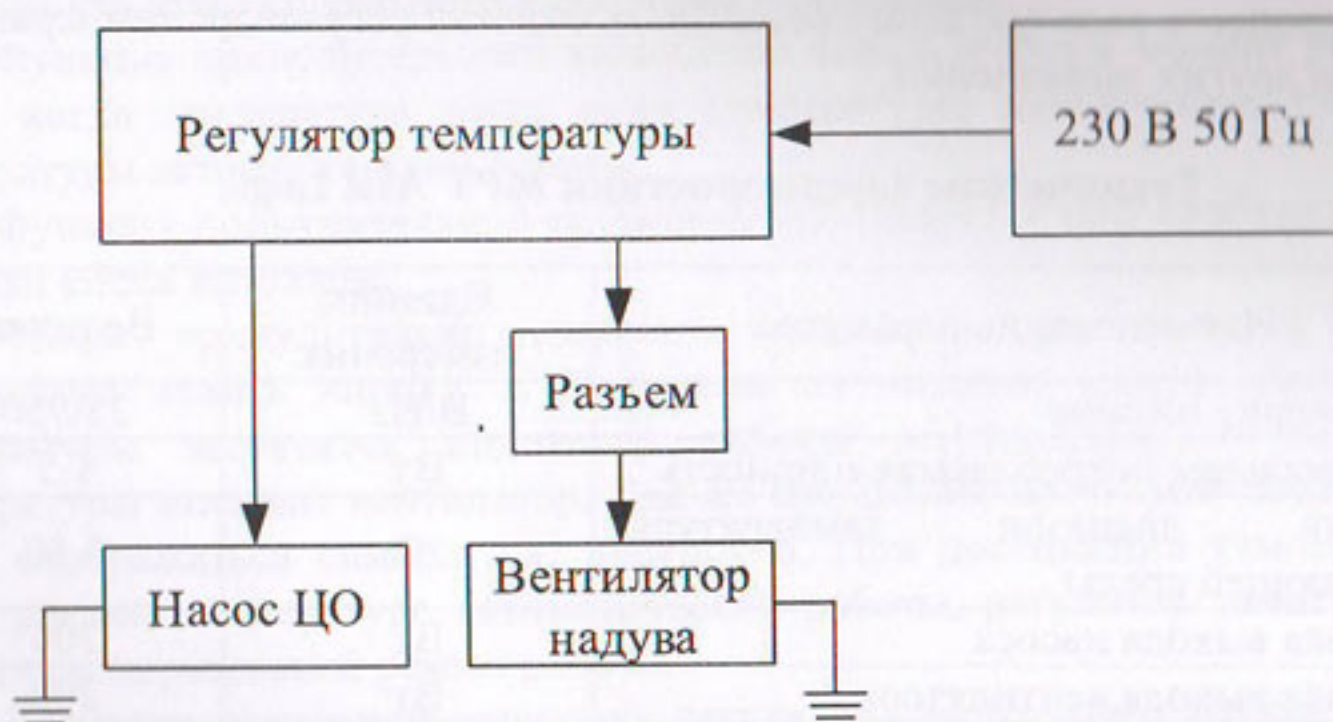 Регулятор температуры
230 В 50 Гц
Разъем
Насос ЦО
Вентилятор
надува